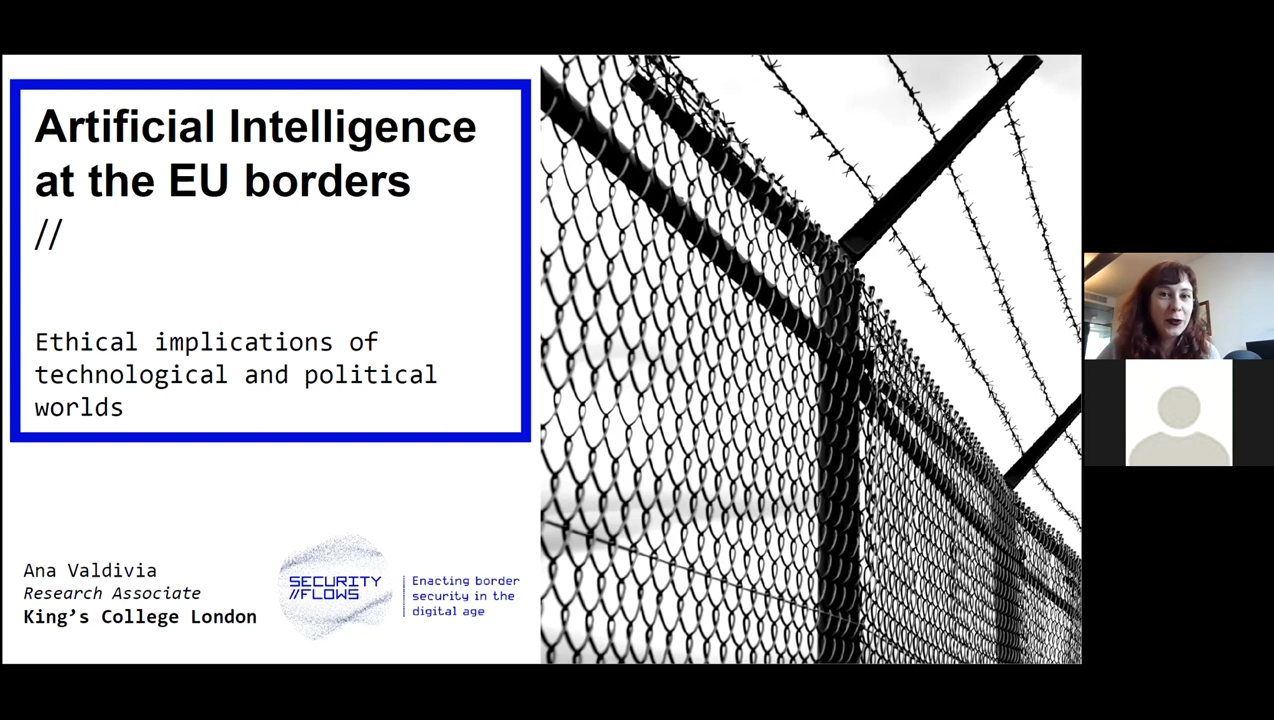 Artificial Intelligence
at the EU borders
//
Ethical implications of
technological and political
worlds
Ana Valdivia
Research Associate
King's College London
SECURITY
//FLOWS
Enacting border
security in the
digital age